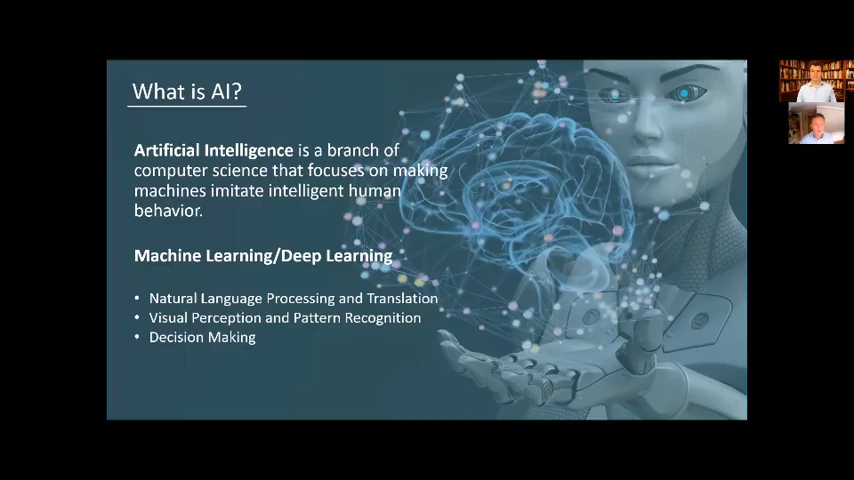 What is AI?
Artificial Intelligence is a branch of
computer science that focuses on making
machines imitate intelligent human
behavior.
Machine Learning/Deep Learning
• Natural Language Processing and Translation
• Visual Perception and Pattern Recognition
• Decision Making